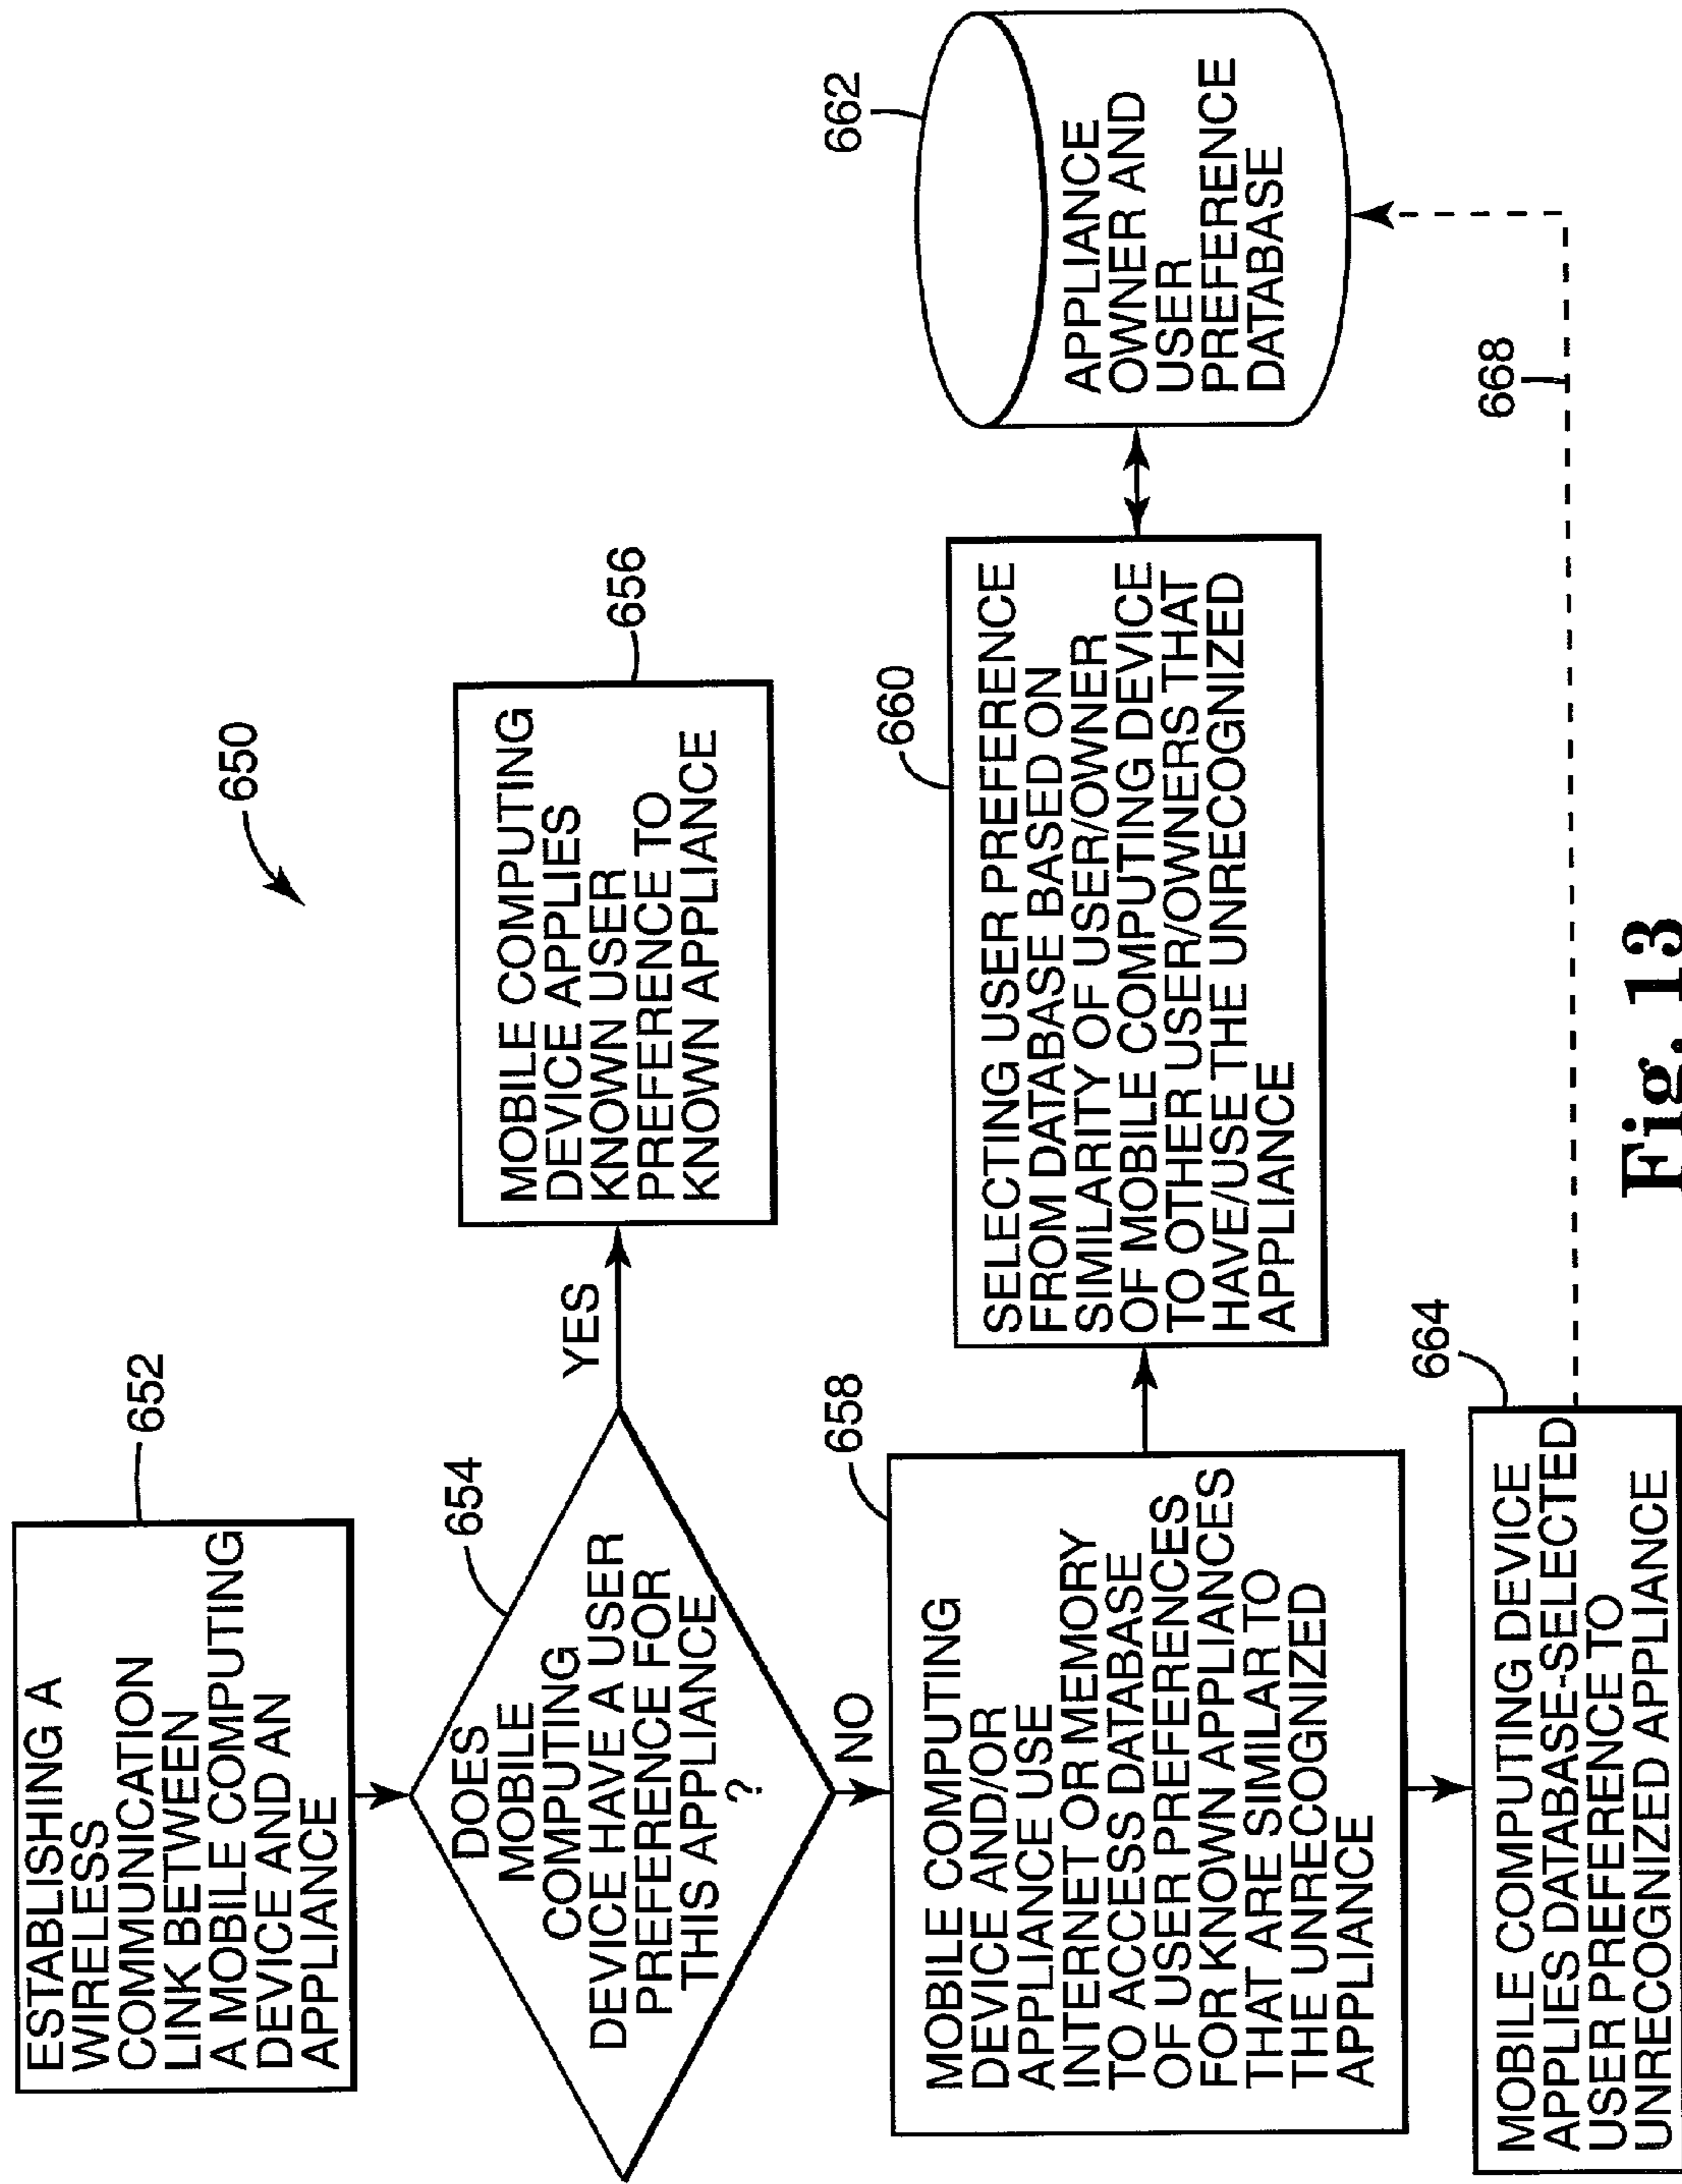 650
ESTABLISHING A
WIRELESS
COMMUNICATION
LINK BETWEEN
A MOBILE COMPUTING
DEVICE AND AN
APPLIANCE
652
DOES
MOBILE
COMPUTING
DEVICE HAVE A USER
PREFERENCE FOR
THIS APPLIANCE
?
654
YES
MOBILE COMPUTING
DEVICE APPLIES
KNOWN USER
PREFERENCE TO
KNOWN APPLIANCE
656
NO
MOBILE COMPUTING
DEVICE AND/OR
APPLIANCE USE
INTERNET OR MEMORY
TO ACCESS DATABASE
OF USER PREFERENCES
FOR KNOWN APPLIANCES
THAT ARE SIMILAR TO
THE UNRECOGNIZED
APPLIANCE
658
SELECTING USER PREFERENCE
FROM DATABASE BASED ON
SIMILARITY OF USER/OWNER
OF MOBILE COMPUTING DEVICE
TO OTHER USER/OWNERS THAT
HAVE/USE THE UNRECOGNIZED
APPLIANCE
660
APPLIANCE
OWNER AND
USER
PREFERENCE
DATABASE
662
MOBILE COMPUTING DEVICE
APPLIES DATABASE-SELECTED
USER PREFERENCE TO
UNRECOGNIZED APPLIANCE
664
668
Fig. 13